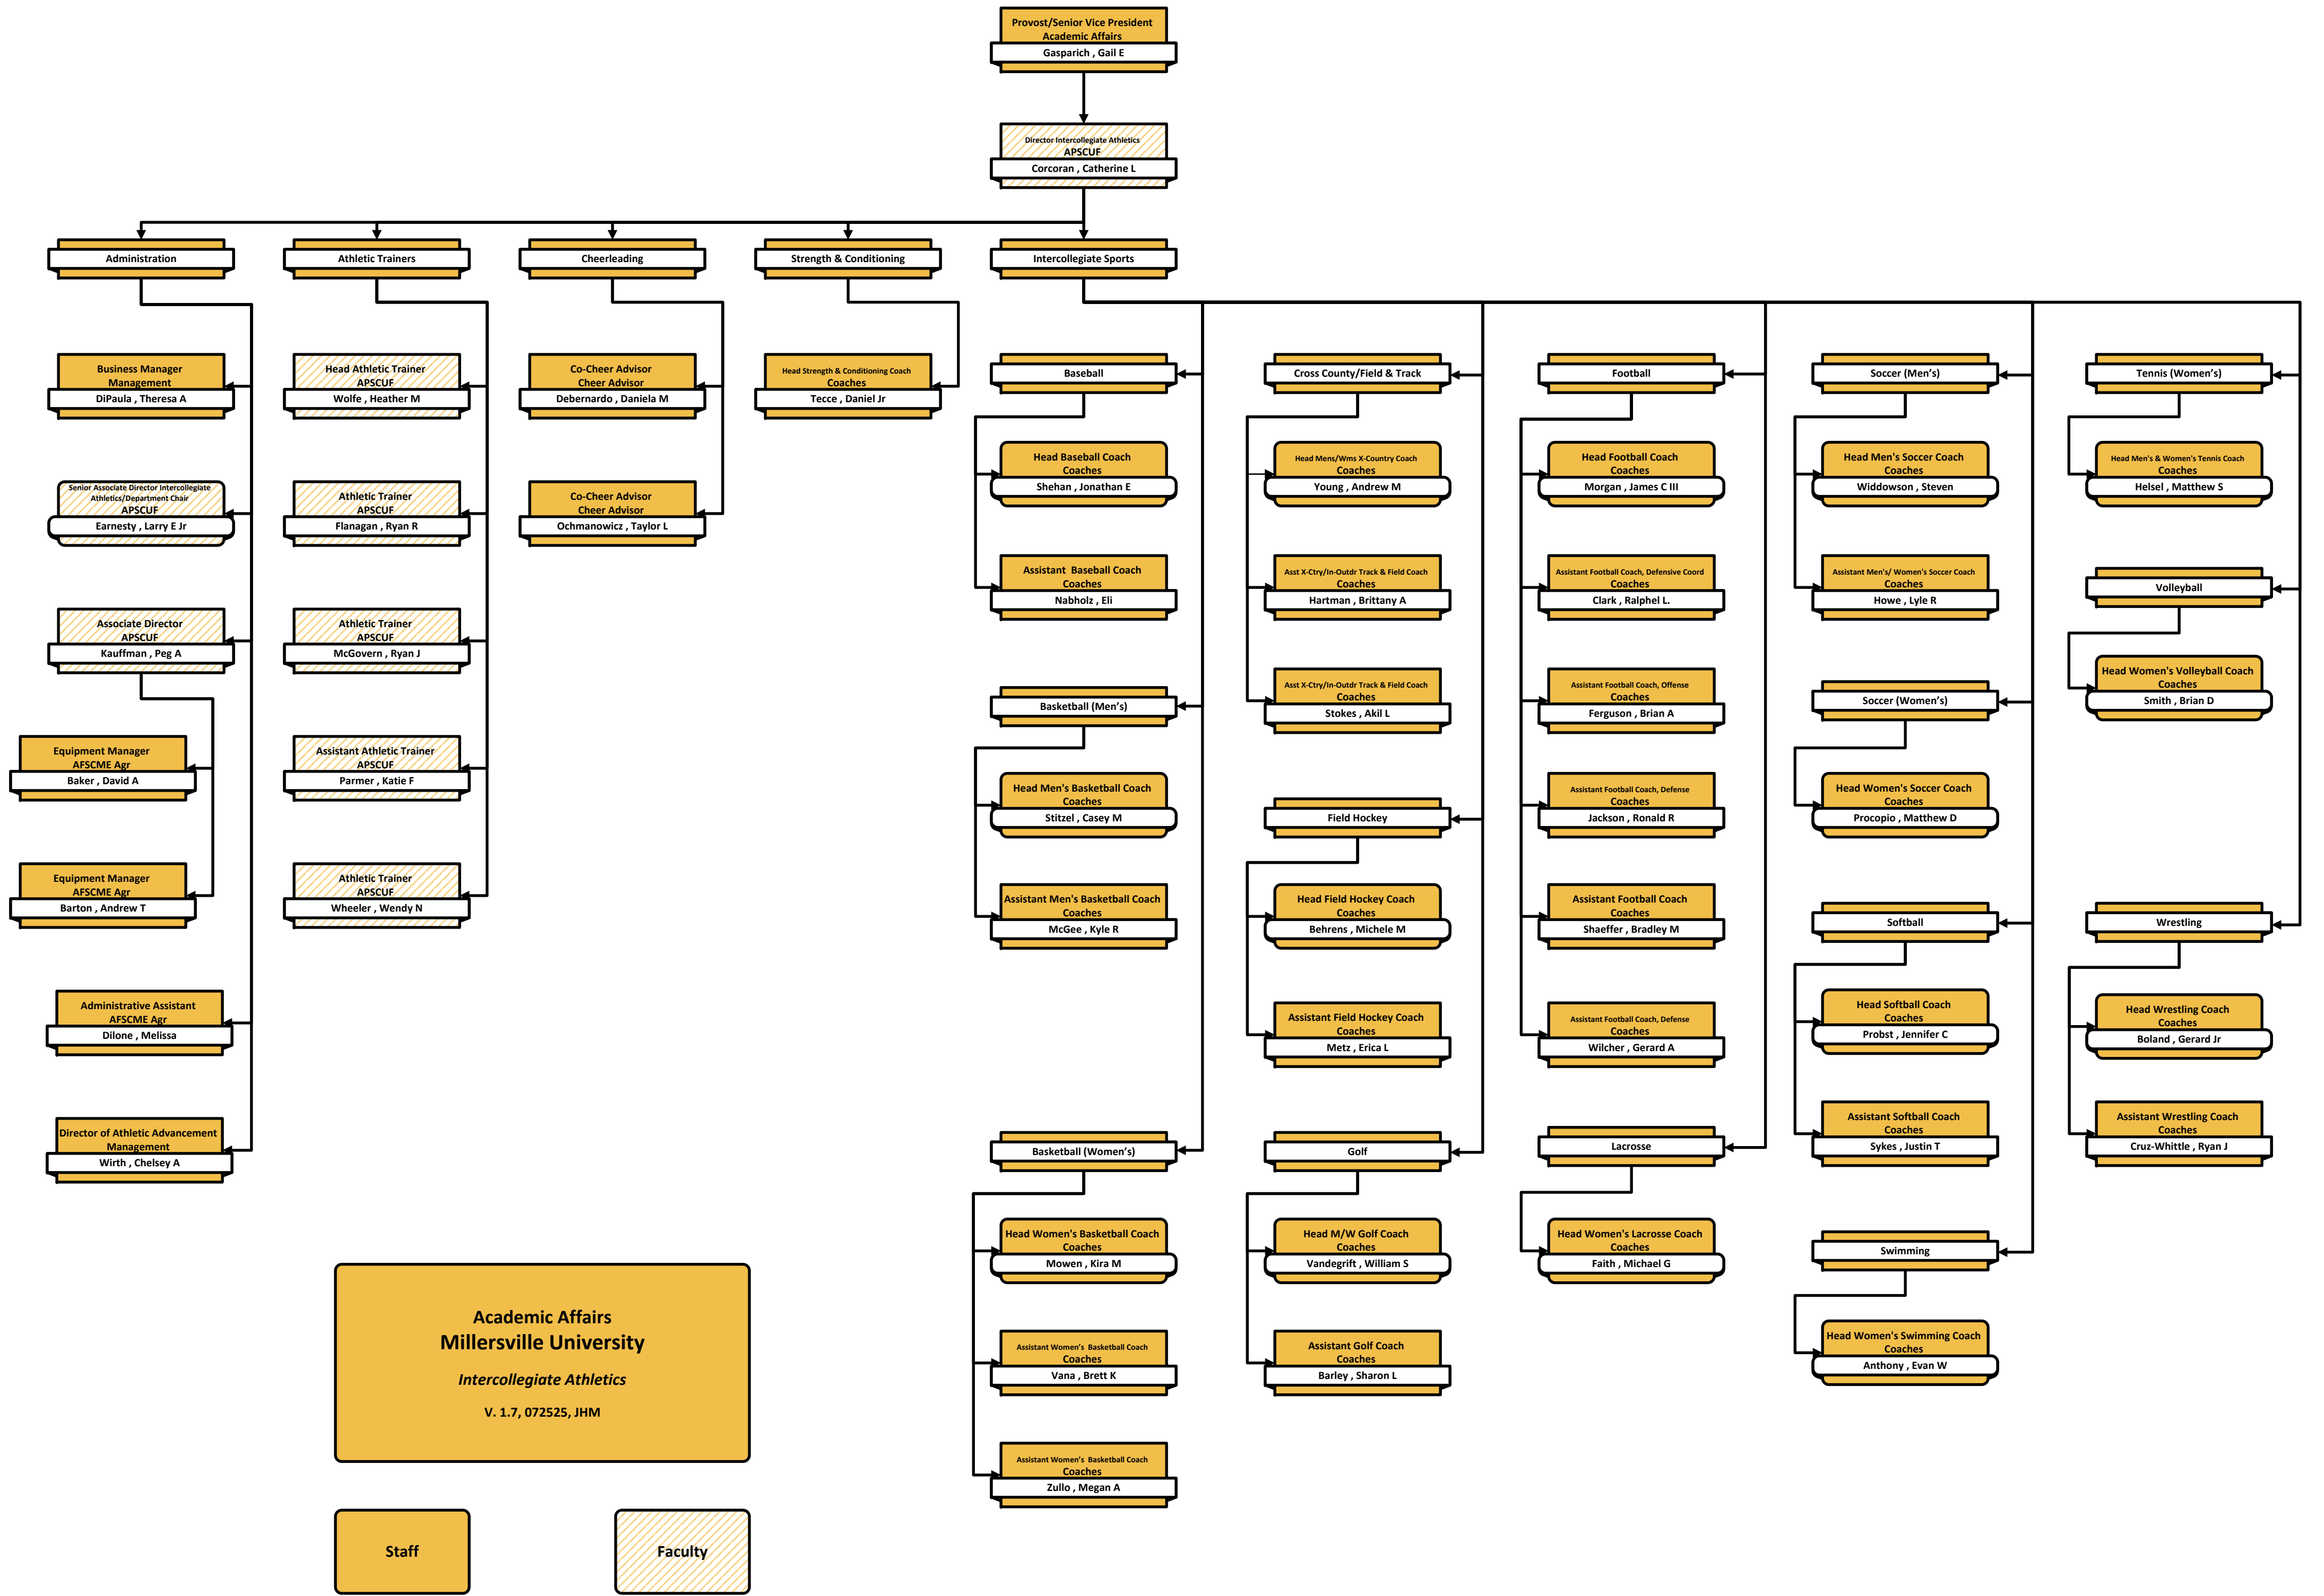 Provost/Senior Vice President
Academic Affairs
Gasparich , Gail E
Director Intercollegiate Athletics
APSCUF
Corcoran , Catherine L
Administration
Athletic Trainers
Cheerleading
Strength & Conditioning
Intercollegiate Sports
Business Manager
Management
DiPaula , Theresa A
Senior Associate Director Intercollegiate
Athletics/Department Chair
APSCUF
Earnesty , Larry E Jr
Associate Director
APSCUF
Kauffman , Peg A
Equipment Manager
AFSCME Agr
Baker , David A
Equipment Manager
AFSCME Agr
Barton , Andrew T
Administrative Assistant
AFSCME Agr
Dilone , Melissa
Director of Athletic Advancement
Management
Wirth , Chelsey A
Head Athletic Trainer
APSCUF
Wolfe , Heather M
Athletic Trainer
APSCUF
Flanagan , Ryan R
Athletic Trainer
APSCUF
McGovern , Ryan J
Assistant Athletic Trainer
APSCUF
Parmer , Katie F
Athletic Trainer
APSCUF
Wheeler , Wendy N
Co-Cheer Advisor
Cheer Advisor
Debernardo , Daniela M
Co-Cheer Advisor
Cheer Advisor
Ochmanowicz , Taylor L
Head Strength & Conditioning Coach
Coaches
Tecce , Daniel Jr
Baseball
Head Baseball Coach
Coaches
Shehan , Jonathan E
Assistant  Baseball Coach
Coaches
Nabholz , Eli
Basketball (Men's)
Head Men's Basketball Coach
Coaches
Stitzel , Casey M
Assistant Men's Basketball Coach
Coaches
McGee , Kyle R
Basketball (Women's)
Head Women's Basketball Coach
Coaches
Mowen , Kira M
Assistant Women's  Basketball Coach
Coaches
Vana , Brett K
Assistant Women's  Basketball Coach
Coaches
Zullo , Megan A
Cross County/Field & Track
Head Mens/Wms X-Country Coach
Coaches
Young , Andrew M
Asst X-Ctry/In-Outdr Track & Field Coach
Coaches
Hartman , Brittany A
Asst X-Ctry/In-Outdr Track & Field Coach
Coaches
Stokes , Akil L
Field Hockey
Head Field Hockey Coach
Coaches
Behrens , Michele M
Assistant Field Hockey Coach
Coaches
Metz , Erica L
Golf
Head M/W Golf Coach
Coaches
Vandegrift , William S
Assistant Golf Coach
Coaches
Barley , Sharon L
Football
Head Football Coach
Coaches
Morgan , James C III
Assistant Football Coach, Defensive Coord
Coaches
Clark , Ralphel L.
Assistant Football Coach, Offense
Coaches
Ferguson , Brian A
Assistant Football Coach, Defense
Coaches
Jackson , Ronald R
Assistant Football Coach
Coaches
Shaeffer , Bradley M
Assistant Football Coach, Defense
Coaches
Wilcher , Gerard A
Lacrosse
Head Women's Lacrosse Coach
Coaches
Faith , Michael G
Soccer (Men's)
Head Men's Soccer Coach
Coaches
Widdowson , Steven
Assistant Men's/ Women's Soccer Coach
Coaches
Howe , Lyle R
Soccer (Women's)
Head Women's Soccer Coach
Coaches
Procopio , Matthew D
Softball
Head Softball Coach
Coaches
Probst , Jennifer C
Assistant Softball Coach
Coaches
Sykes , Justin T
Swimming
Head Women's Swimming Coach
Coaches
Anthony , Evan W
Tennis (Women's)
Head Men's & Women's Tennis Coach
Coaches
Helsel , Matthew S
Volleyball
Head Women's Volleyball Coach
Coaches
Smith , Brian D
Wrestling
Head Wrestling Coach
Coaches
Boland , Gerard Jr
Assistant Wrestling Coach
Coaches
Cruz-Whittle , Ryan J
Academic Affairs
Millersville University
Intercollegiate Athletics
V. 1.7, 072525, JHM
Staff
Faculty